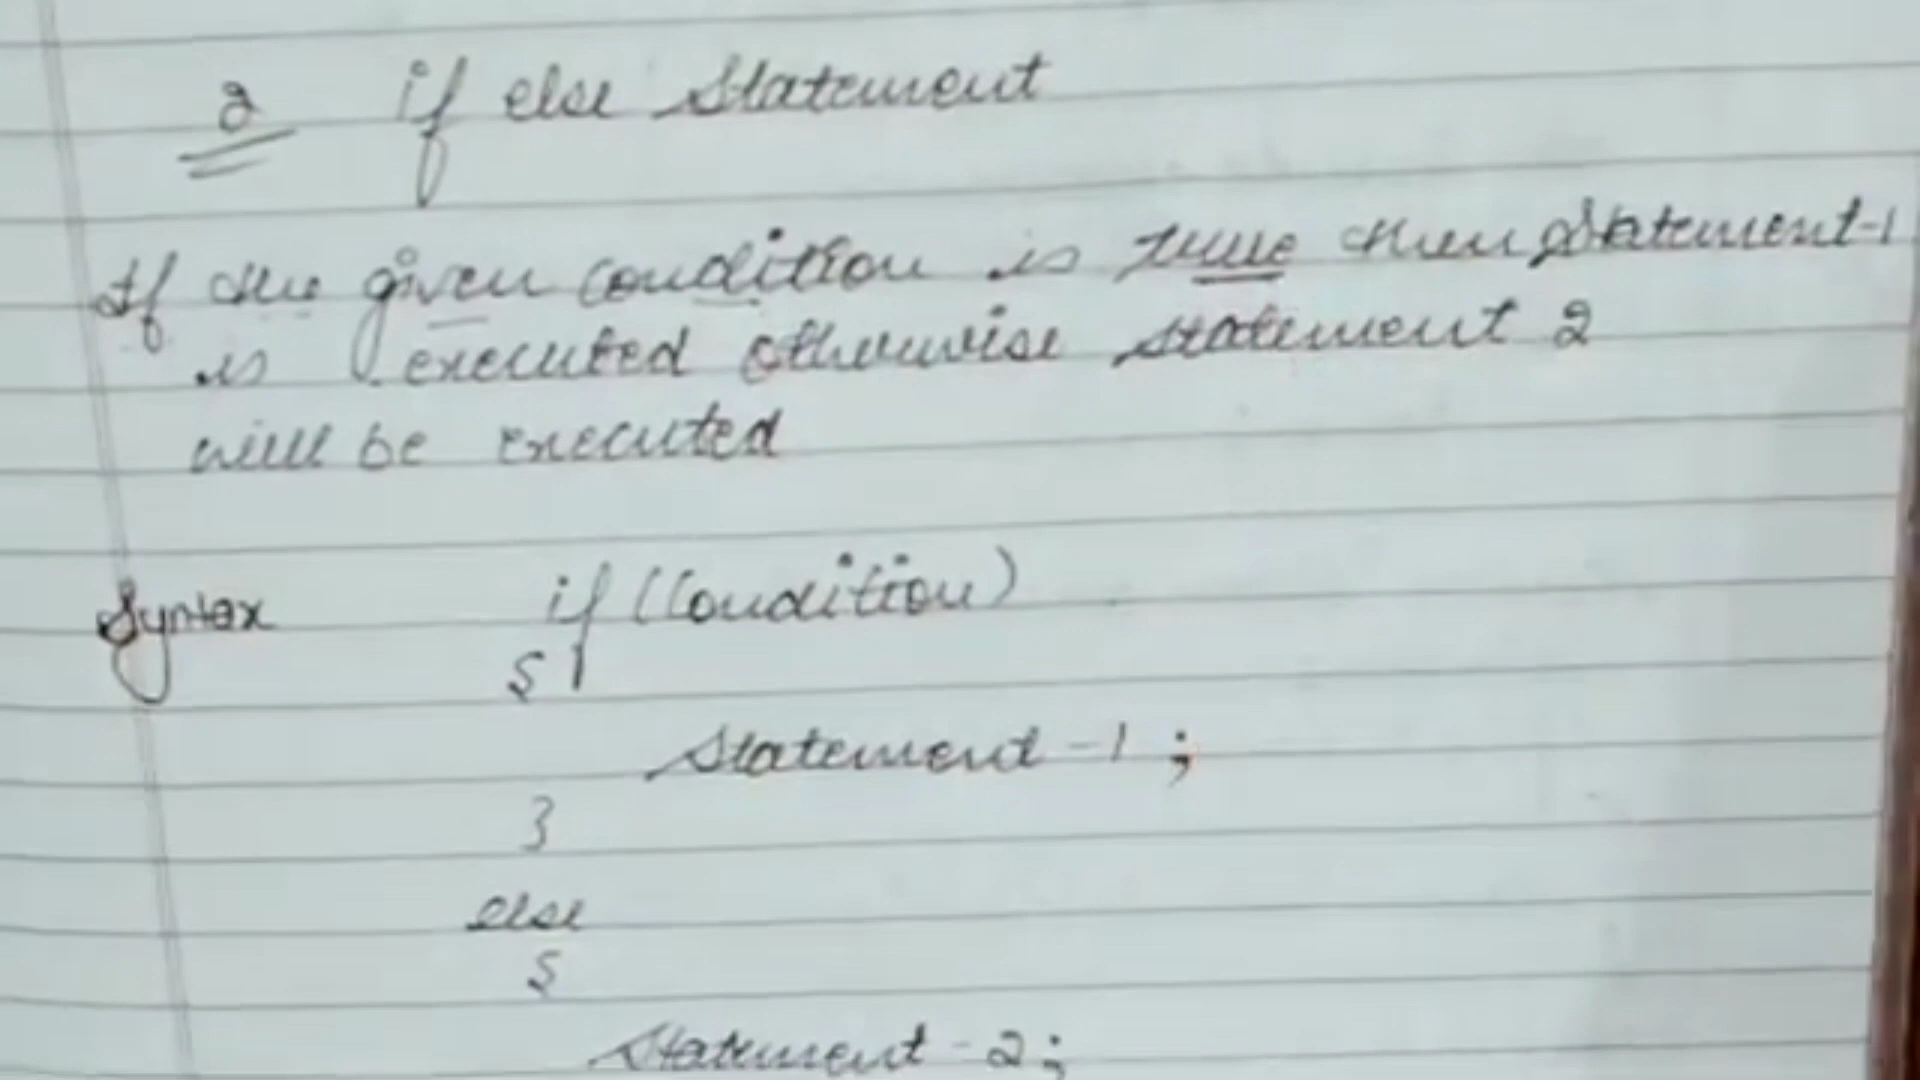 2 if else Statement
If the given condition is true then Statement-1
is executed otherwise statement 2
will be executed
Syntax if (Condition)
{
Statement-1;
}
else
{
Statement-2;